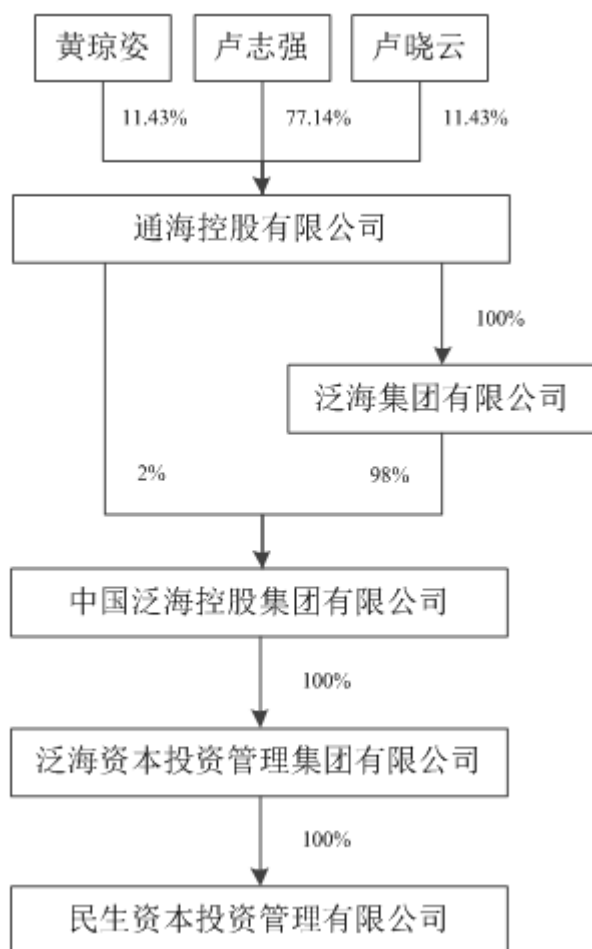 黄琼姿 卢志强 卢晓云
11.43% 77.14% 11.43%
通海控股有限公司
100%
泛海集团有限公司
2% 98%
中国泛海控股集团有限公司
100%
泛海资本投资管理集团有限公司
100%
民生资本投资管理有限公司